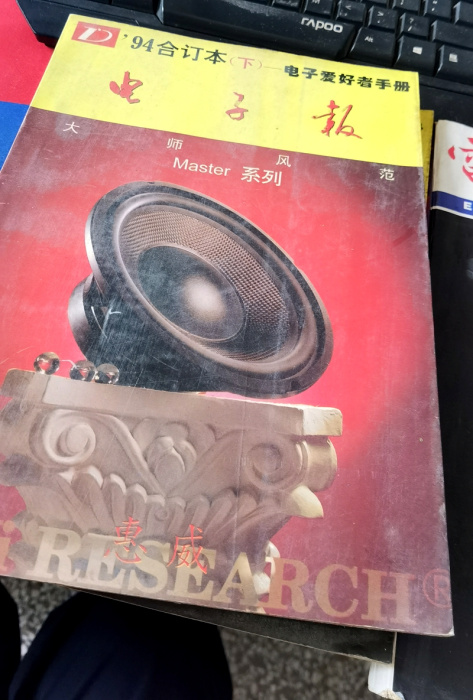 '94合订本(下)—电子爱好者手册
电子报
大师风范
Master 系列
惠威
i RESEARCH®
rapoo